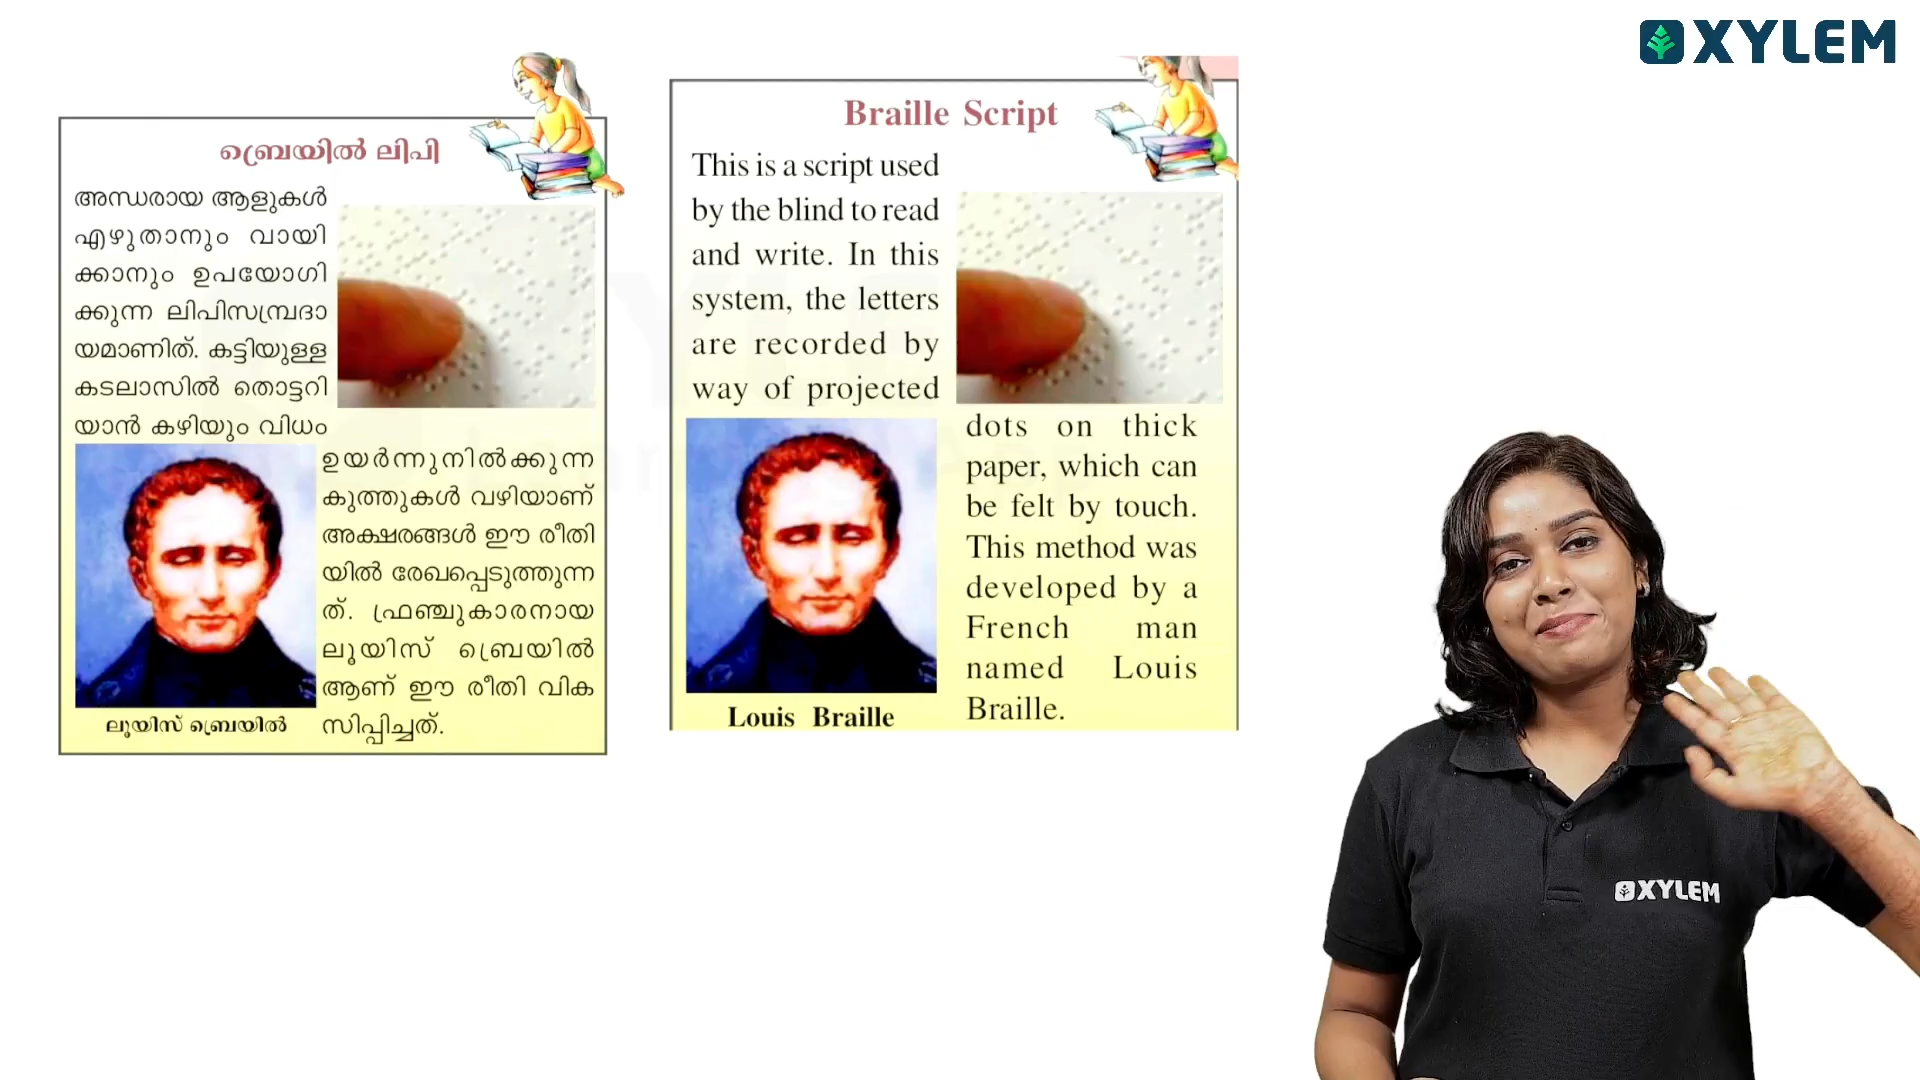 XYLEM
ബ്രെയിൽ ലിപി
അന്ധരായ ആളുകൾ
എഴുതാനും വായി
ക്കാനും ഉപയോഗി
ക്കുന്ന ലിപിസമ്പ്രദാ
യമാണിത്. കട്ടിയുള്ള
കടലാസിൽ തൊട്ടറി
യാൻ കഴിയും വിധം
ഉയർന്നുനിൽക്കുന്ന
കുത്തുകൾ വഴിയാണ്
അക്ഷരങ്ങൾ ഈ രീതി
യിൽ രേഖപ്പെടുത്തുന്ന
ത്. ഫ്രഞ്ചുകാരനായ
ലൂയിസ് ബ്രെയിൽ
ആണ് ഈ രീതി വിക
സിപ്പിച്ചത്.
ലൂയിസ് ബ്രെയിൽ
Braille Script
This is a script used
by the blind to read
and write. In this
system, the letters
are recorded by
way of projected
dots on thick
paper, which can
be felt by touch.
This method was
developed by a
French man
named Louis
Braille.
Louis Braille
XYLEM